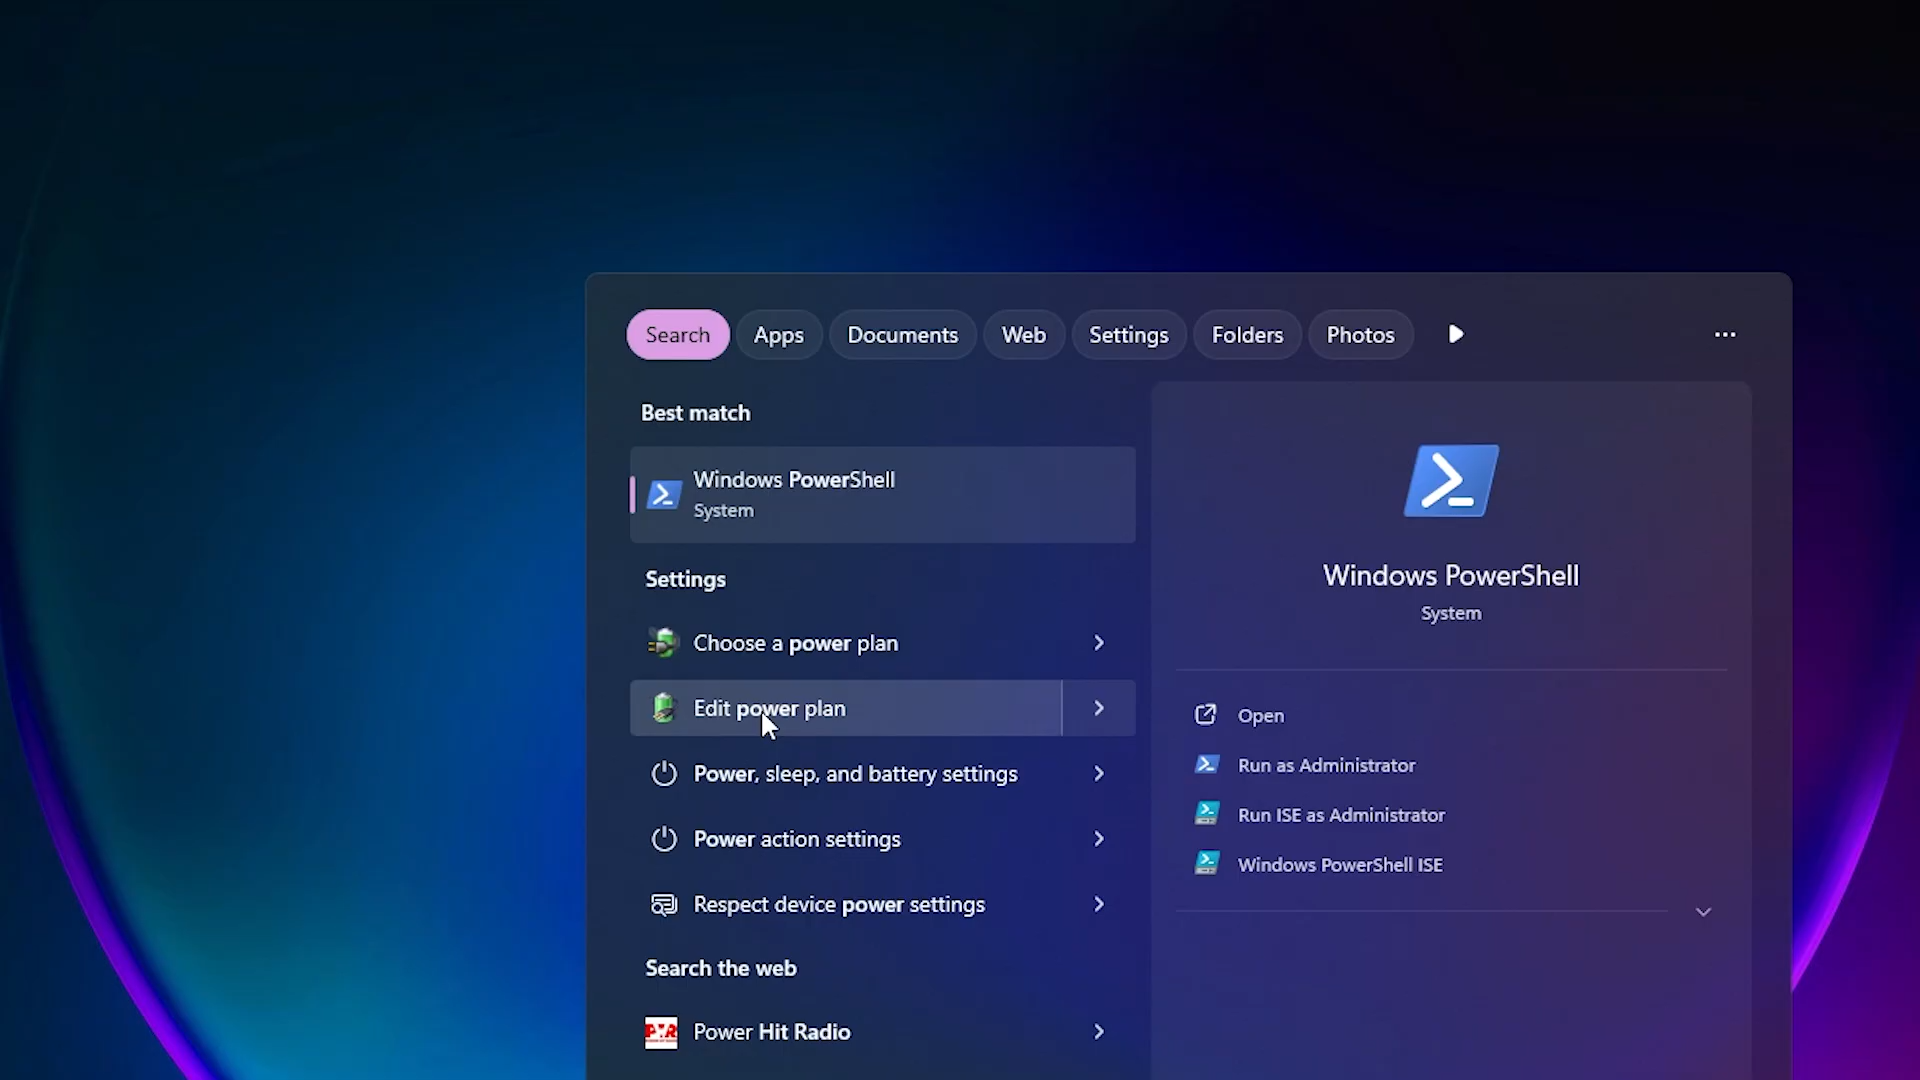 Search Apps Documents Web Settings Folders Photos
Best match
Windows PowerShell
System
Settings
Choose a power plan
Edit power plan
Power, sleep, and battery settings
Power action settings
Respect device power settings
Search the web
PWR
Power Hit Radio
Windows PowerShell
System
Open
Run as Administrator
Run ISE as Administrator
Windows PowerShell ISE